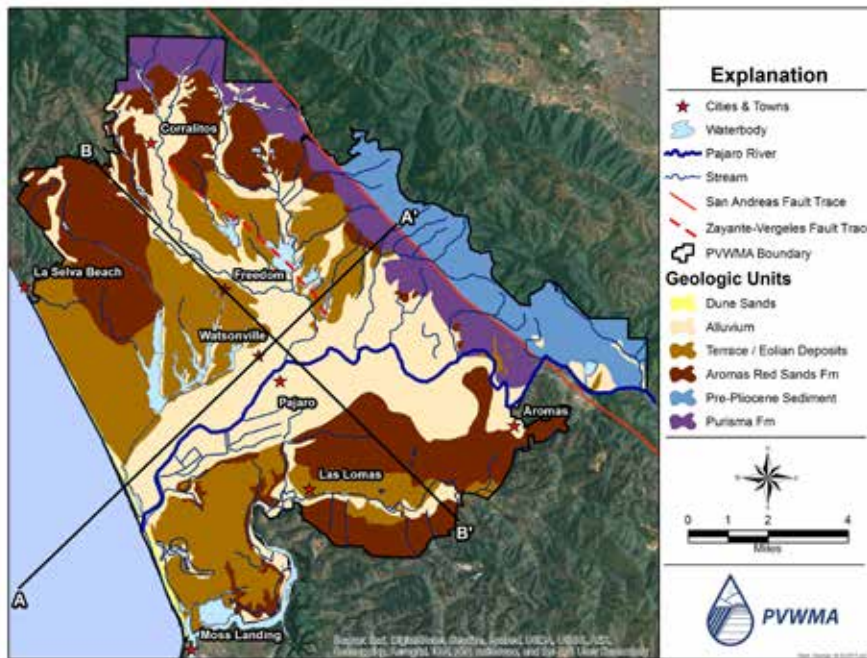 Corralitos
B
A'
La Selva Beach
Freedom
Watsonville
Pajaro
Aromas
Las Lomas
B'
A
Moss Landing
Explanation
Cities & Towns
Waterbody
Pajaro River
Stream
San Andreas Fault Trace
Zayante-Vergeles Fault Trace
PVWMA Boundary
Geologic Units
Dune Sands
Alluvium
Terrace / Eolian Deposits
Aromas Red Sands Fm
Pre-Pliocene Sediment
Purisma Fm
0 1 2 4
Miles
PVWMA